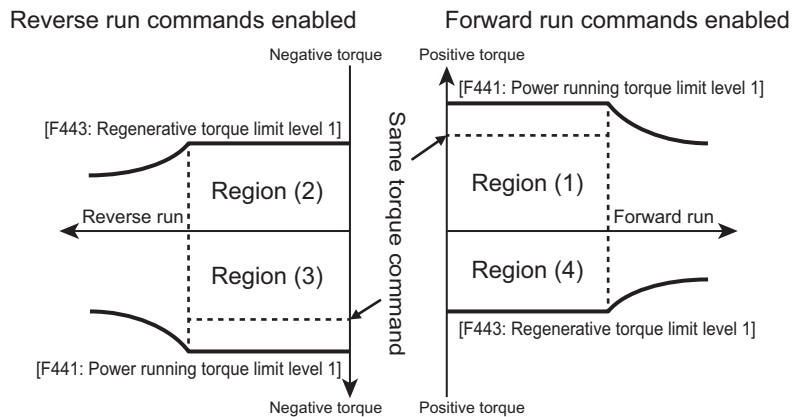 Reverse run commands enabled
Forward run commands enabled
Negative torque
Positive torque
[F441: Power running torque limit level 1]
[F443: Regenerative torque limit level 1]
Same torque command
Region (2)
Region (1)
Reverse run
Forward run
Region (3)
Region (4)
[F443: Regenerative torque limit level 1]
[F441: Power running torque limit level 1]
Negative torque
Positive torque